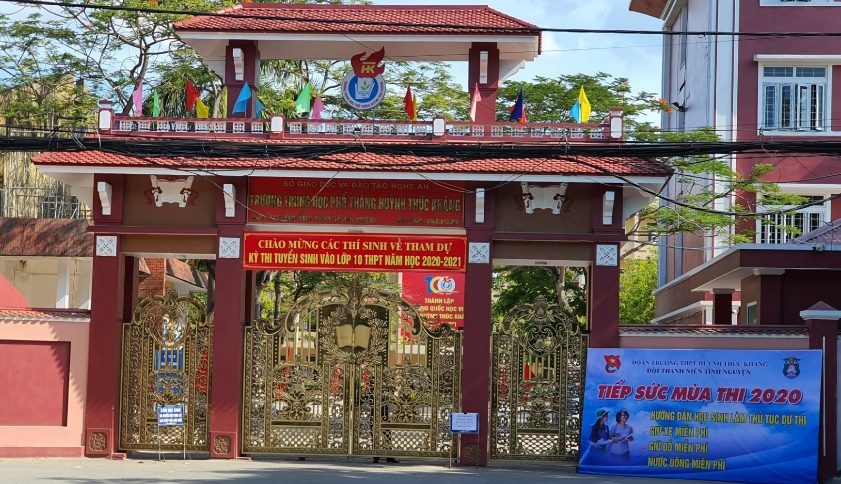 HK
SỞ GIÁO DỤC VÀ ĐÀO TẠO NGHỆ AN
TRƯỜNG TRUNG HỌC PHỔ THÔNG HUỲNH THÚC KHÁNG
CHÀO MỪNG CÁC THÍ SINH VỀ THAM DỰ
KỲ THI TUYỂN SINH VÀO LỚP 10 THPT NĂM HỌC 2020-2021
THÀNH LẬP
QUỐC HỌC
ĐOÀN TRƯỜNG THPT HUỲNH THÚC KHÁNG
ĐỘI THANH NIÊN TÌNH NGUYỆN
TIẾP SỨC MÙA THI 2020
HƯỚNG DẪN HỌC SINH LÀM THỦ TỤC DỰ THI
GIỮ XE MIỄN PHÍ
GIỮ ĐỒ MIỄN PHÍ
NƯỚC UỐNG MIỄN PHÍ